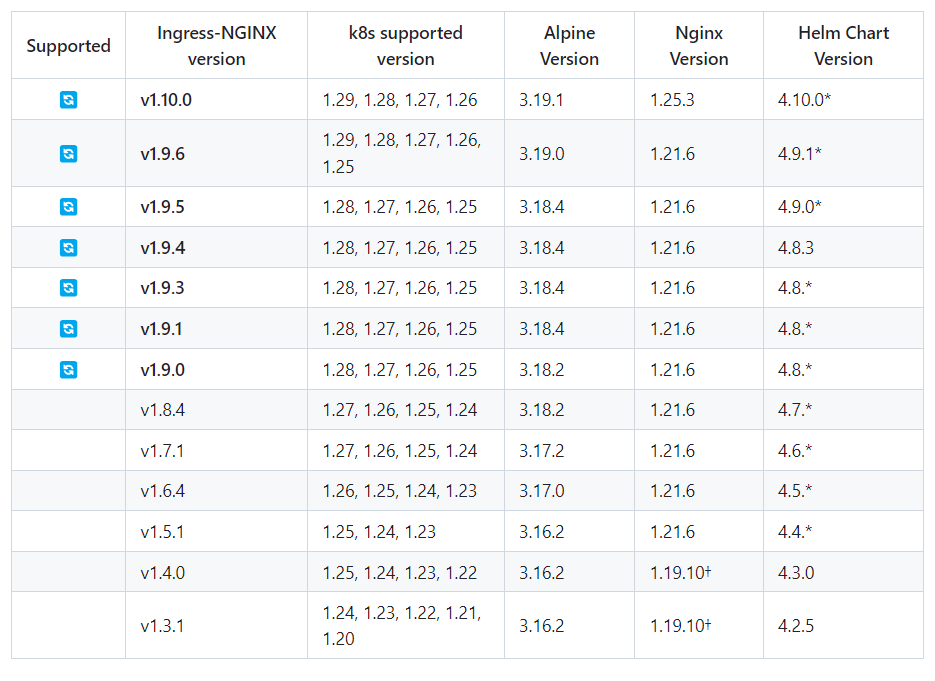 Supported Ingress-NGINX version k8s supported version Alpine Version Nginx Version Helm Chart Version
v1.10.0 1.29, 1.28, 1.27, 1.26 3.19.1 1.25.3 4.10.0*
v1.9.6 1.29, 1.28, 1.27, 1.26, 1.25 3.19.0 1.21.6 4.9.1*
v1.9.5 1.28, 1.27, 1.26, 1.25 3.18.4 1.21.6 4.9.0*
v1.9.4 1.28, 1.27, 1.26, 1.25 3.18.4 1.21.6 4.8.3
v1.9.3 1.28, 1.27, 1.26, 1.25 3.18.4 1.21.6 4.8.*
v1.9.1 1.28, 1.27, 1.26, 1.25 3.18.4 1.21.6 4.8.*
v1.9.0 1.28, 1.27, 1.26, 1.25 3.18.2 1.21.6 4.8.*
v1.8.4 1.27, 1.26, 1.25, 1.24 3.18.2 1.21.6 4.7.*
v1.7.1 1.27, 1.26, 1.25, 1.24 3.17.2 1.21.6 4.6.*
v1.6.4 1.26, 1.25, 1.24, 1.23 3.17.0 1.21.6 4.5.*
v1.5.1 1.25, 1.24, 1.23 3.16.2 1.21.6 4.4.*
v1.4.0 1.25, 1.24, 1.23, 1.22 3.16.2 1.19.10† 4.3.0
v1.3.1 1.24, 1.23, 1.22, 1.21, 1.20 3.16.2 1.19.10† 4.2.5